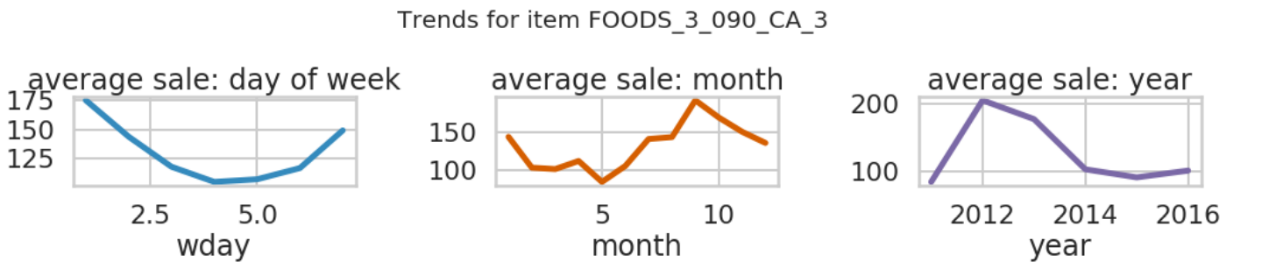 Trends for item FOODS_3_090_CA_3
average sale: day of week
175
150
125
2.5 5.0
wday
average sale: month
150
100
5 10
month
average sale: year
200
100
2012 2014 2016
year